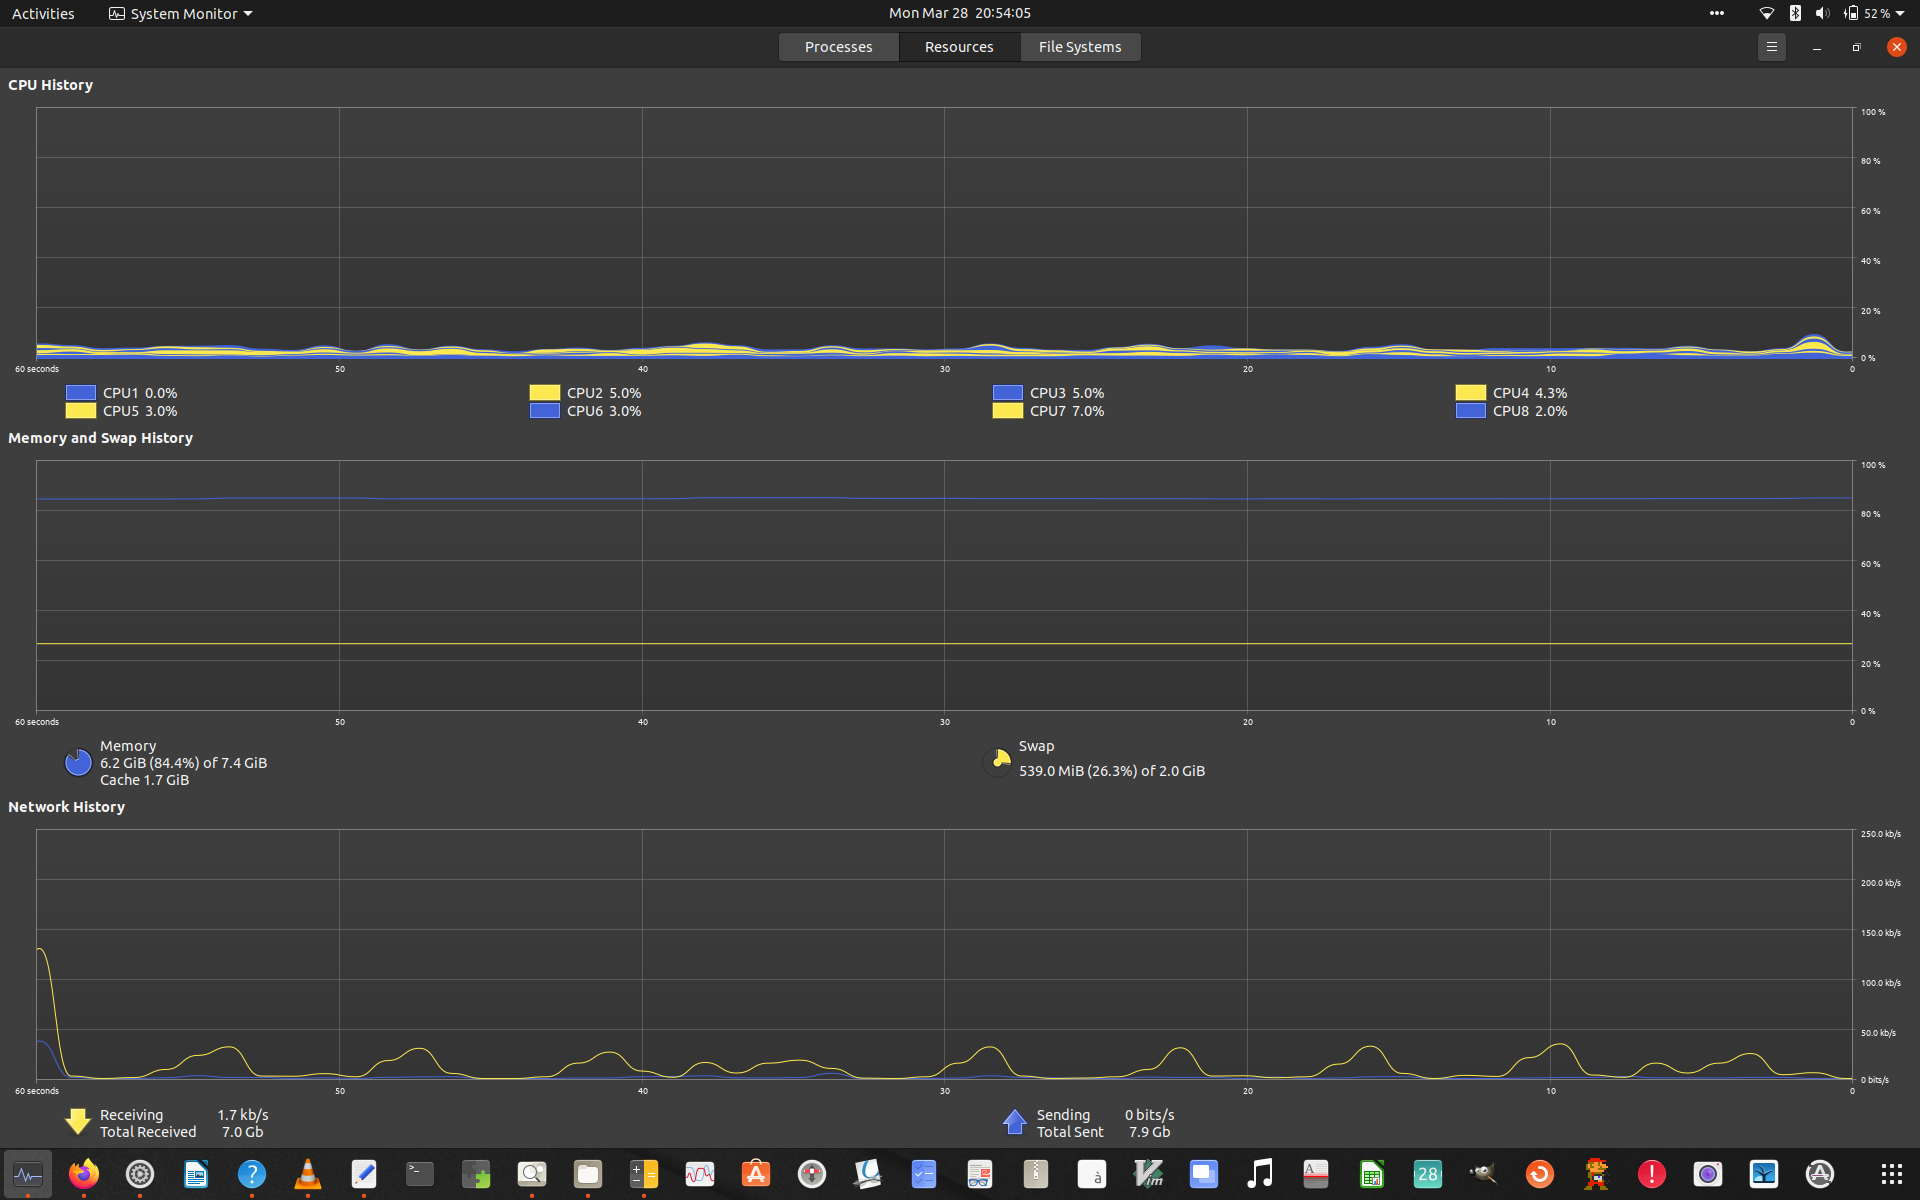 Activities System Monitor Mon Mar 28 20:54:05 52 %
Processes Resources File Systems
CPU History
100 %
80 %
60 %
40 %
20 %
0 %
60 seconds 50 40 30 20 10 0
CPU1 0.0% CPU2 5.0% CPU3 5.0% CPU4 4.3%
CPU5 3.0% CPU6 3.0% CPU7 7.0% CPU8 2.0%
Memory and Swap History
100 %
80 %
60 %
40 %
20 %
0 %
60 seconds 50 40 30 20 10 0
Memory
6.2 GiB (84.4%) of 7.4 GiB
Cache 1.7 GiB
Swap
539.0 MiB (26.3%) of 2.0 GiB
Network History
250.0 kb/s
200.0 kb/s
150.0 kb/s
100.0 kb/s
50.0 kb/s
0 bits/s
60 seconds 50 40 30 20 10 0
Receiving 1.7 kb/s
Total Received 7.0 Gb
Sending 0 bits/s
Total Sent 7.9 Gb
? >_ A à Vim A 28 ! A